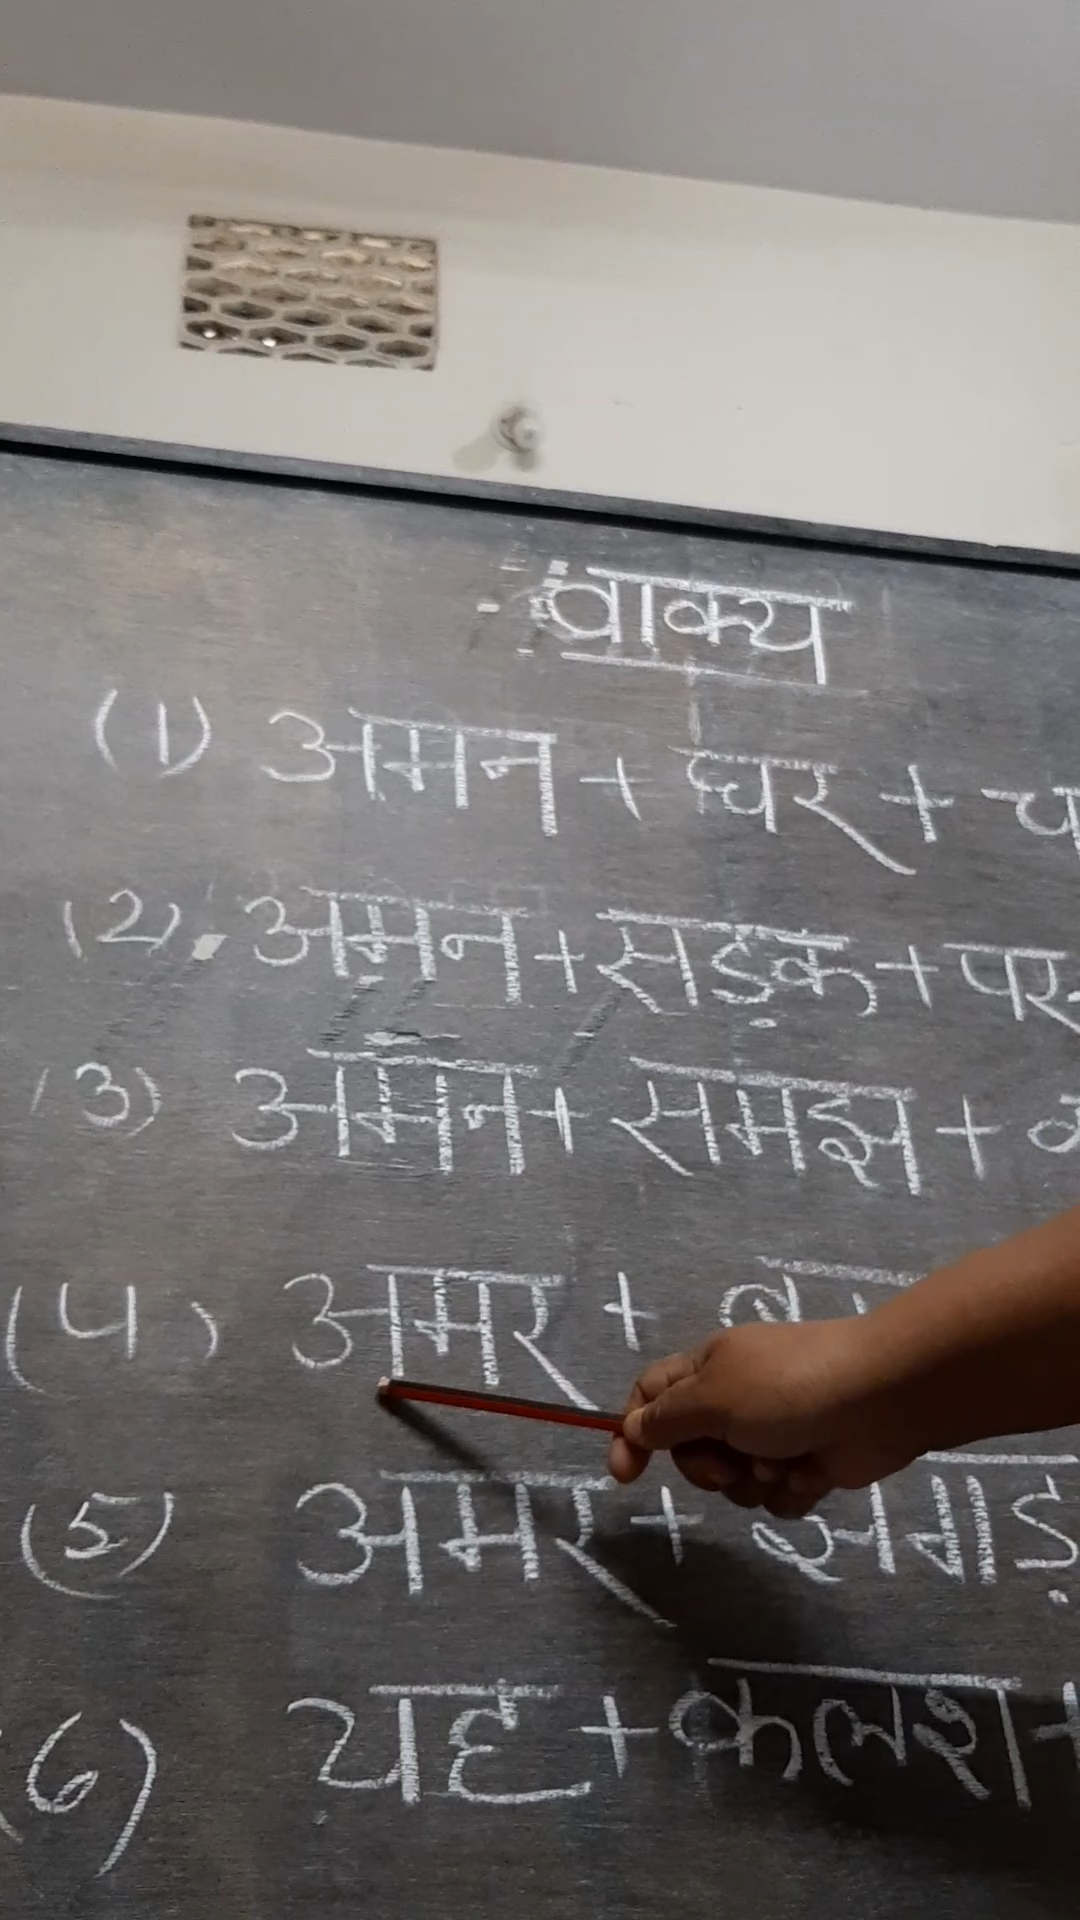 वाक्य
(1) अमन + घर +
(2) अमन + सड़क + पर
(3) अमन + समझ +
(4) अमर +
(5) अमर +
(6) यह + कलश +